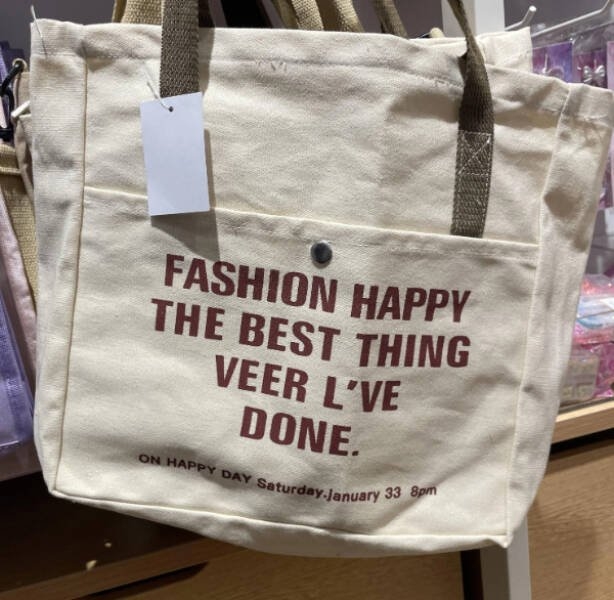 FASHION HAPPY
THE BEST THING
VEER L'VE
DONE.
ON HAPPY DAY Saturday.january 33 8pm